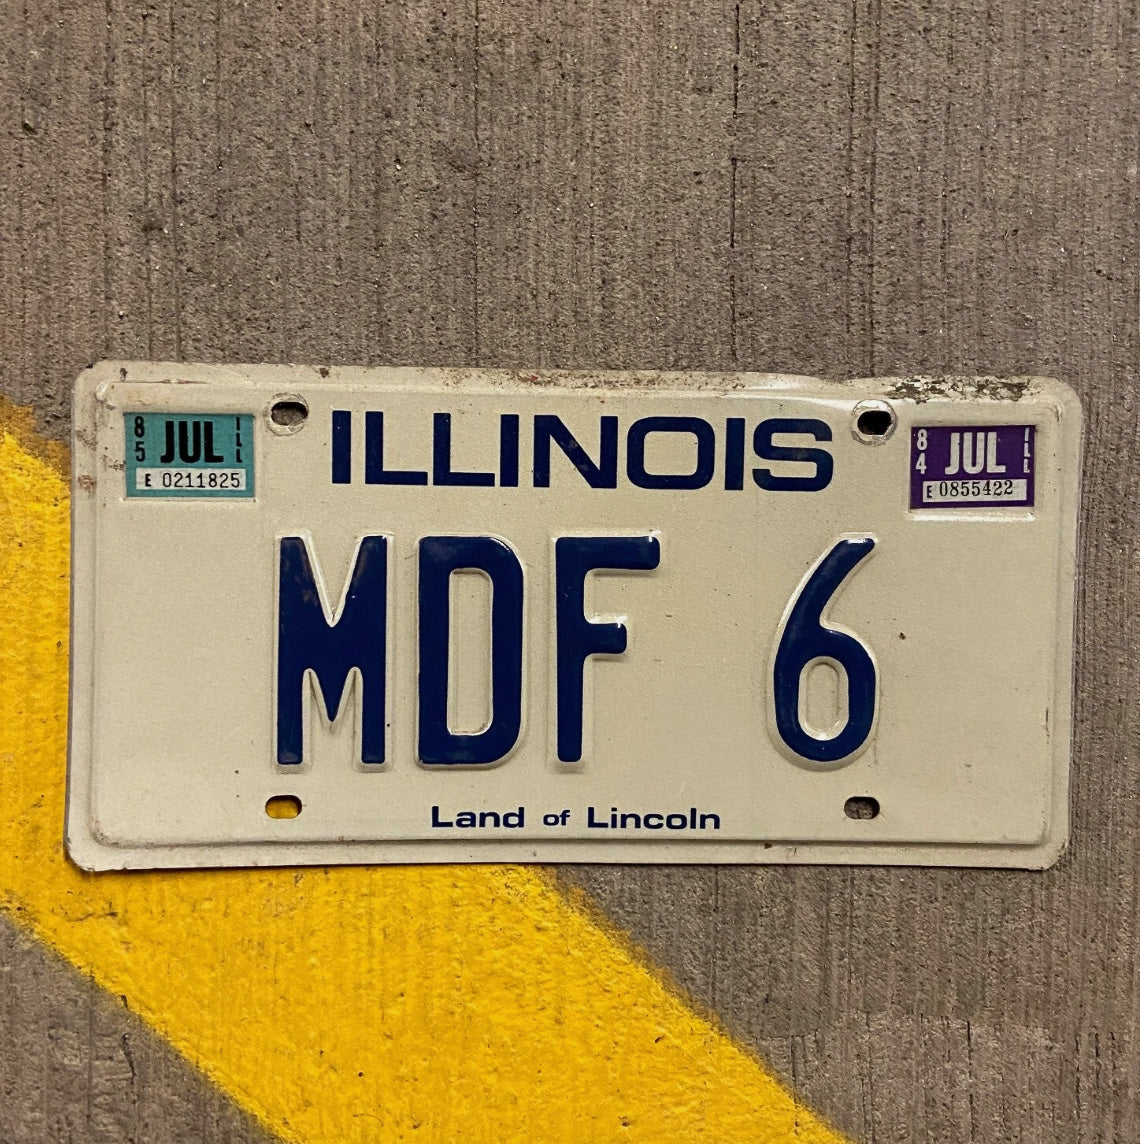 ILLINOIS
85 JUL ILL
E 0211825
84 JUL ILL
E 0855422
MDF 6
Land of Lincoln